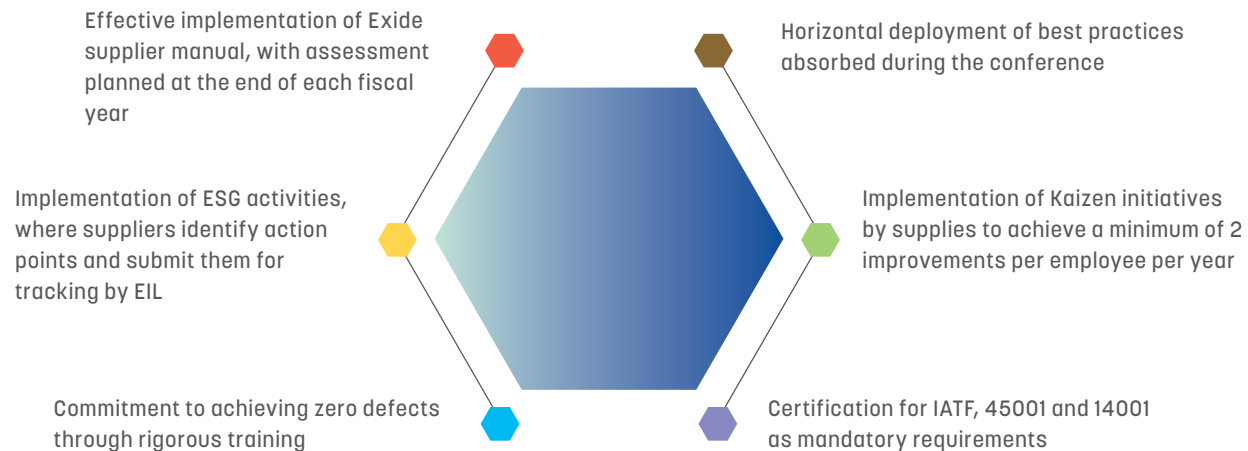 Effective implementation of Exide
supplier manual, with assessment
planned at the end of each fiscal
year
Horizontal deployment of best practices
absorbed during the conference
Implementation of ESG activities,
where suppliers identify action
points and submit them for
tracking by EIL
Implementation of Kaizen initiatives
by supplies to achieve a minimum of 2
improvements per employee per year
Commitment to achieving zero defects
through rigorous training
Certification for IATF, 45001 and 14001
as mandatory requirements